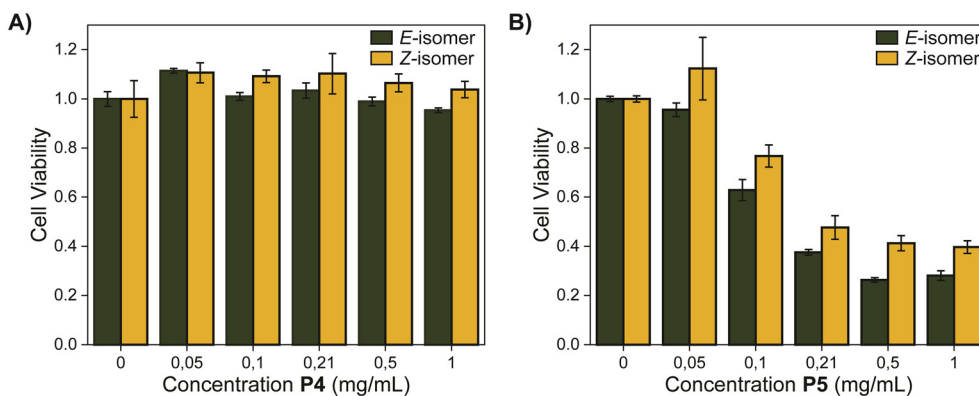 A)
E-isomer
Z-isomer
1.2
1.0
0.8
0.6
0.4
0.2
0.0
Cell Viability
0 0,05 0,1 0,21 0,5 1
Concentration P4 (mg/mL)
B)
E-isomer
Z-isomer
1.2
1.0
0.8
0.6
0.4
0.2
0.0
Cell Viability
0 0,05 0,1 0,21 0,5 1
Concentration P5 (mg/mL)